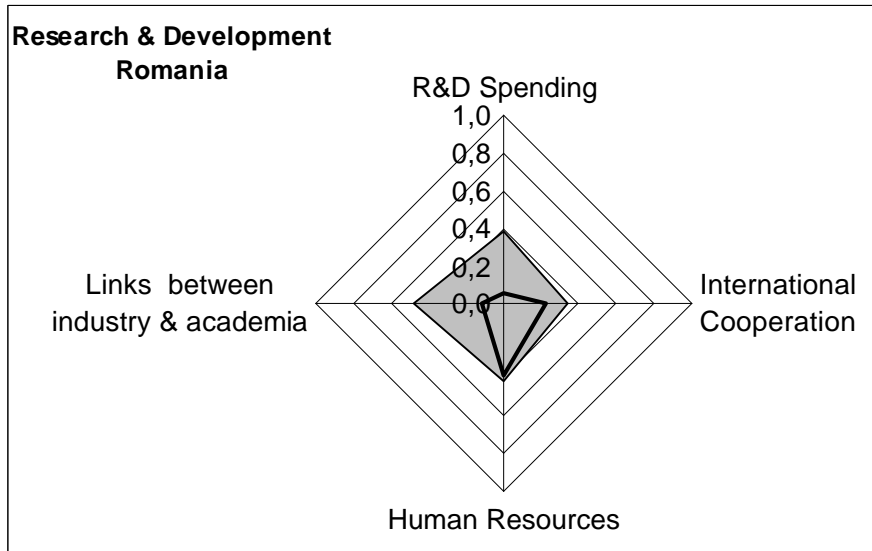 Research & Development
Romania
R&D Spending
1,0
0,8
0,6
0,4
0,2
0,0
Links between
industry & academia
International
Cooperation
Human Resources